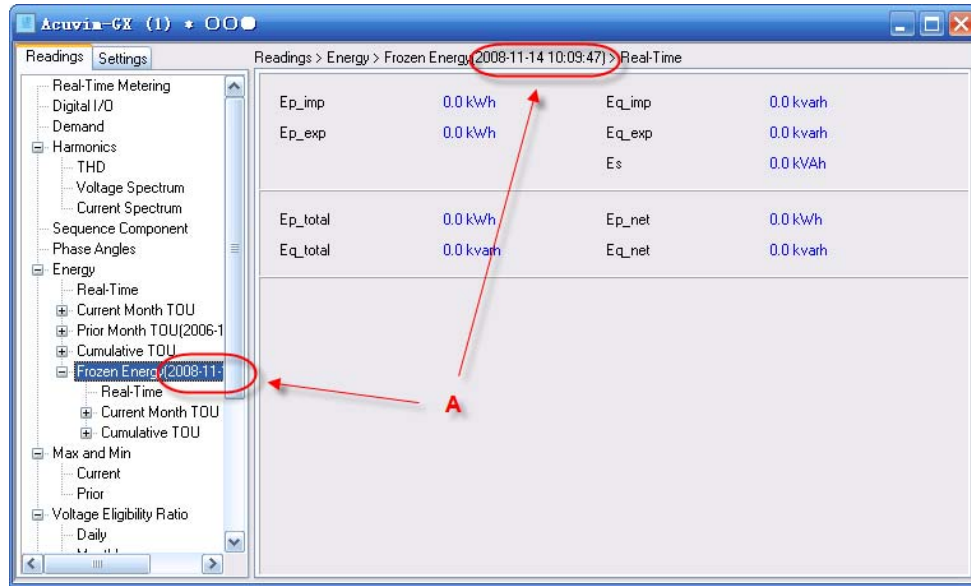 Acuvim-GX (1) * ○○●
Readings Settings
Readings > Energy > Frozen Energy(2008-11-14 10:09:47) > Real-Time
Real-Time Metering
Digital I/O
Demand
Harmonics
THD
Voltage Spectrum
Current Spectrum
Sequence Component
Phase Angles
Energy
Real-Time
Current Month TOU
Prior Month TOU(2006-1
Cumulative TOU
Frozen Energy(2008-11-
Real-Time
Current Month TOU
Cumulative TOU
Max and Min
Current
Prior
Voltage Eligibility Ratio
Daily
Ep_imp 0.0 kWh Eq_imp 0.0 kvarh
Ep_exp 0.0 kWh Eq_exp 0.0 kvarh
Es 0.0 kVAh
Ep_total 0.0 kWh Ep_net 0.0 kWh
Eq_total 0.0 kvarh Eq_net 0.0 kvarh
A